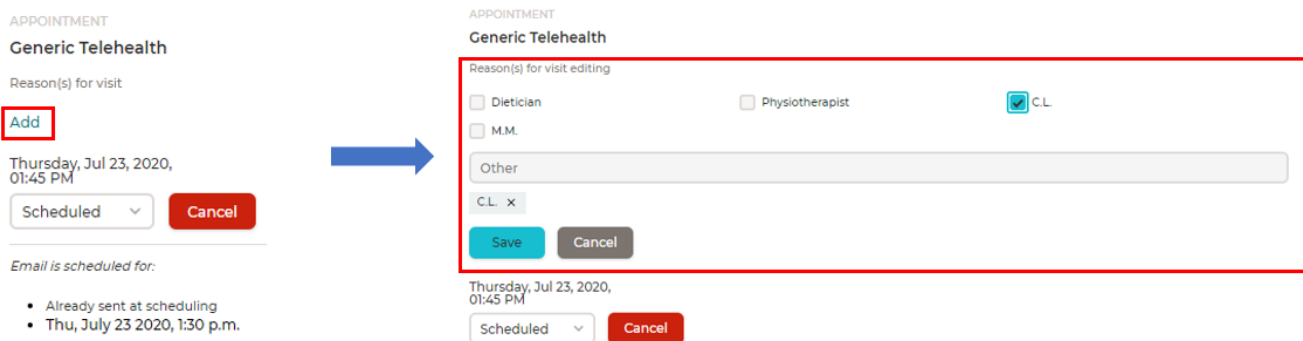 APPOINTMENT
Generic Telehealth
Reason(s) for visit
Add
Thursday, Jul 23, 2020,
01:45 PM
Scheduled
Cancel
Email is scheduled for:
• Already sent at scheduling
• Thu, July 23 2020, 1:30 p.m.
APPOINTMENT
Generic Telehealth
Reason(s) for visit editing
Dietician Physiotherapist C.L.
M.M.
Other
C.L. ×
Save Cancel
Thursday, Jul 23, 2020,
01:45 PM
Scheduled Cancel